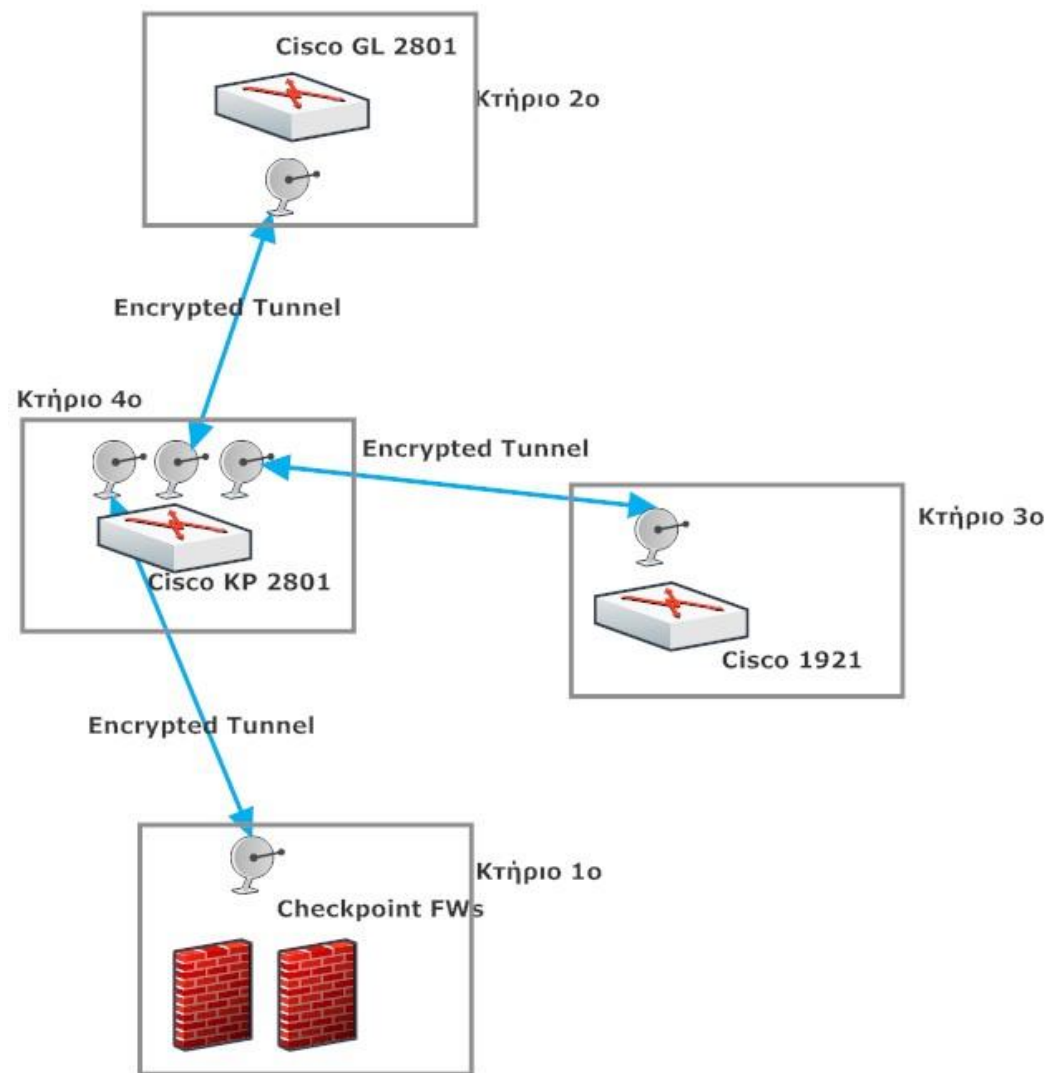 Cisco GL 2801
Κτήριο 2ο
Encrypted Tunnel
Κτήριο 4ο
Encrypted Tunnel
Κτήριο 3ο
Cisco KP 2801
Cisco 1921
Encrypted Tunnel
Κτήριο 1ο
Checkpoint FWs